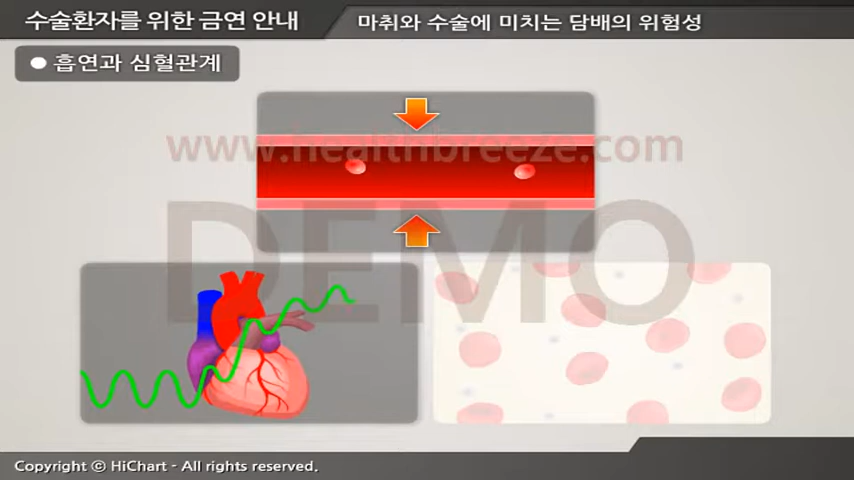 수술환자를 위한 금연 안내
마취와 수술에 미치는 담배의 위험성
● 흡연과 심혈관계
www.healthbreeze.com
DEMO
Copyright ⓒ HiChart - All rights reserved.